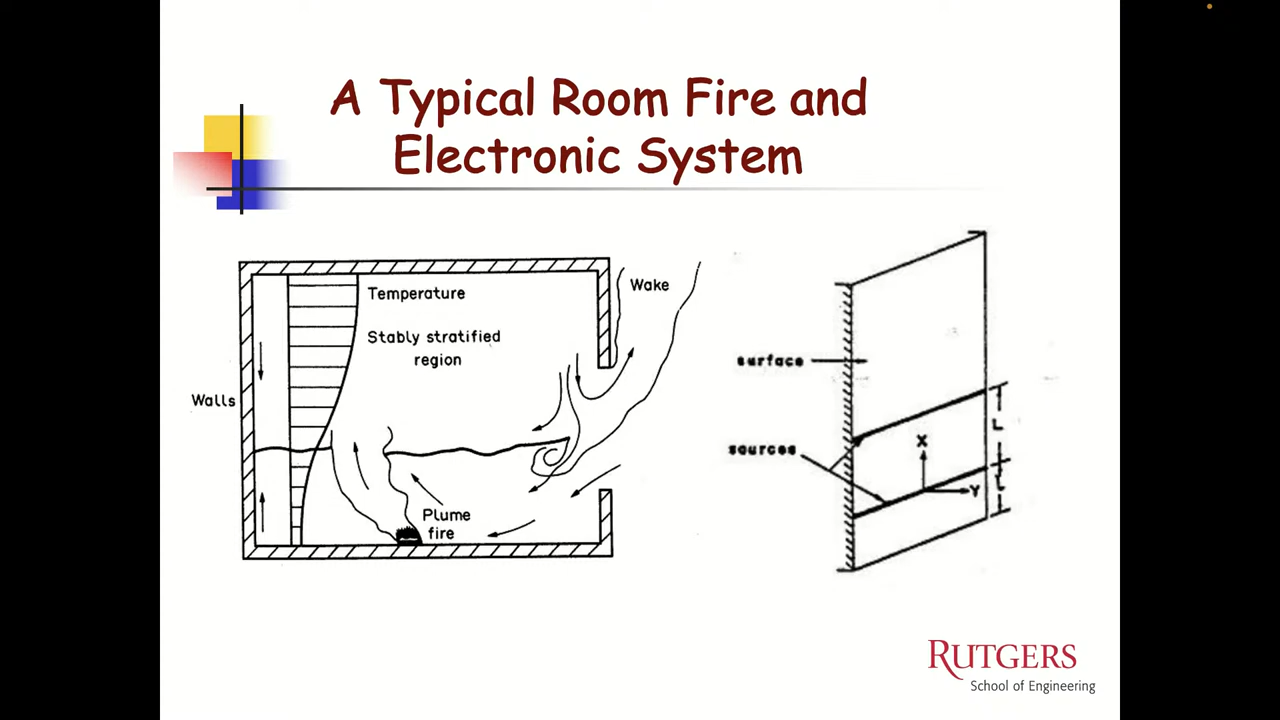 A Typical Room Fire and
Electronic System
Temperature
Stably stratified
region
Walls
Plume
fire
Wake
surface
sources
X
Y
L
L
RUTGERS
School of Engineering